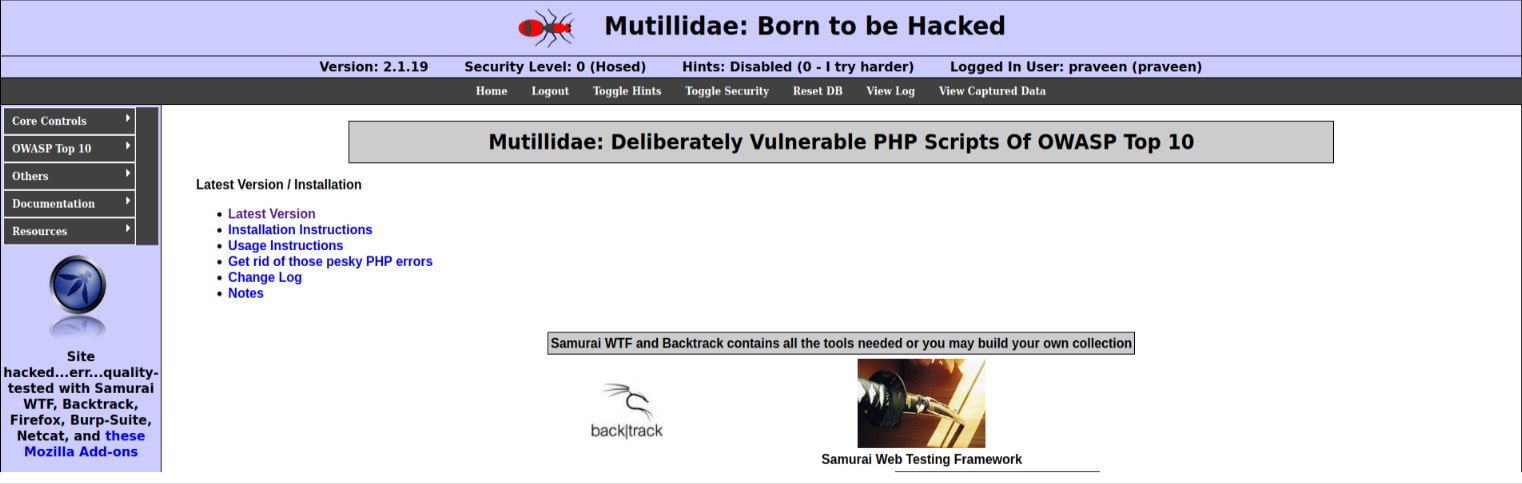 Mutillidae: Born to be Hacked
Version: 2.1.19 Security Level: 0 (Hosed) Hints: Disabled (0 - I try harder) Logged In User: praveen (praveen)
Home Logout Toggle Hints Toggle Security Reset DB View Log View Captured Data
Core Controls
OWASP Top 10
Others
Documentation
Resources
Site
hacked...err...quality-
tested with Samurai
WTF, Backtrack,
Firefox, Burp-Suite,
Netcat, and these
Mozilla Add-ons
Mutillidae: Deliberately Vulnerable PHP Scripts Of OWASP Top 10
Latest Version / Installation
Latest Version
Installation Instructions
Usage Instructions
Get rid of those pesky PHP errors
Change Log
Notes
Samurai WTF and Backtrack contains all the tools needed or you may build your own collection
back|track
Samurai Web Testing Framework